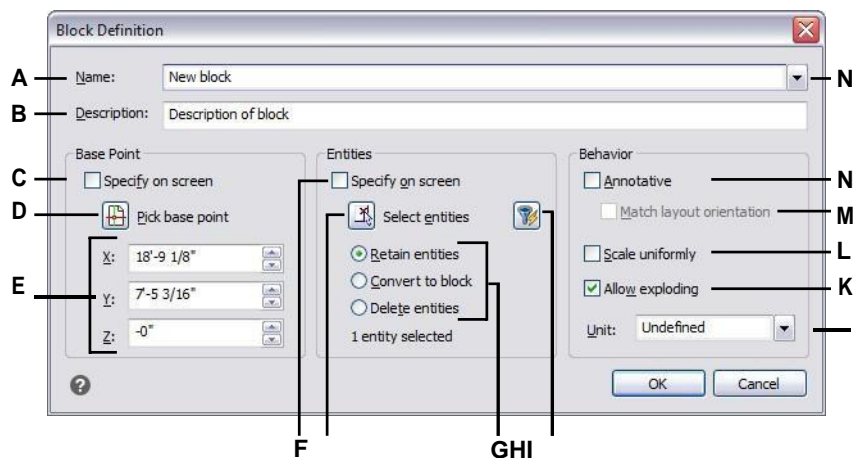 Block Definition
A Name: New block N
B Description: Description of block
Base Point Entities Behavior
C Specify on screen Specify on screen Annotative N
D Pick base point Select entities Match layout orientation M
E X: 18'-9 1/8" Retain entities Scale uniformly L
Y: 7'-5 3/16" Convert to block Allow exploding K
Z: -0" Delete entities Unit: Undefined
1 entity selected
? OK Cancel
F GHI